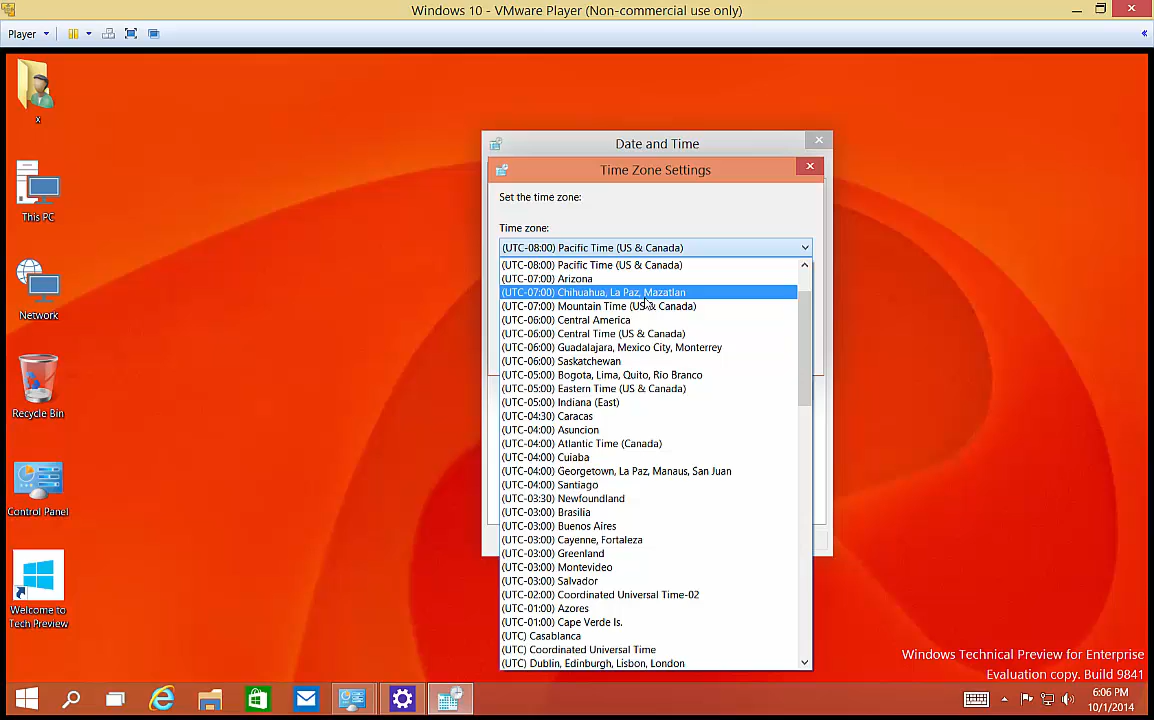 Windows 10 - VMware Player (Non-commercial use only)
Player
x
This PC
Network
Recycle Bin
Control Panel
Welcome to
Tech Preview
Date and Time
Time Zone Settings
Set the time zone:
Time zone:
(UTC-08:00) Pacific Time (US & Canada)
(UTC-08:00) Pacific Time (US & Canada)
(UTC-07:00) Arizona
(UTC-07:00) Chihuahua, La Paz, Mazatlan
(UTC-07:00) Mountain Time (US & Canada)
(UTC-06:00) Central America
(UTC-06:00) Central Time (US & Canada)
(UTC-06:00) Guadalajara, Mexico City, Monterrey
(UTC-06:00) Saskatchewan
(UTC-05:00) Bogota, Lima, Quito, Rio Branco
(UTC-05:00) Eastern Time (US & Canada)
(UTC-05:00) Indiana (East)
(UTC-04:30) Caracas
(UTC-04:00) Asuncion
(UTC-04:00) Atlantic Time (Canada)
(UTC-04:00) Cuiaba
(UTC-04:00) Georgetown, La Paz, Manaus, San Juan
(UTC-04:00) Santiago
(UTC-03:30) Newfoundland
(UTC-03:00) Brasilia
(UTC-03:00) Buenos Aires
(UTC-03:00) Cayenne, Fortaleza
(UTC-03:00) Greenland
(UTC-03:00) Montevideo
(UTC-03:00) Salvador
(UTC-02:00) Coordinated Universal Time-02
(UTC-01:00) Azores
(UTC-01:00) Cape Verde Is.
(UTC) Casablanca
(UTC) Coordinated Universal Time
(UTC) Dublin, Edinburgh, Lisbon, London
Windows Technical Preview for Enterprise
Evaluation copy. Build 9841
6:06 PM
10/1/2014